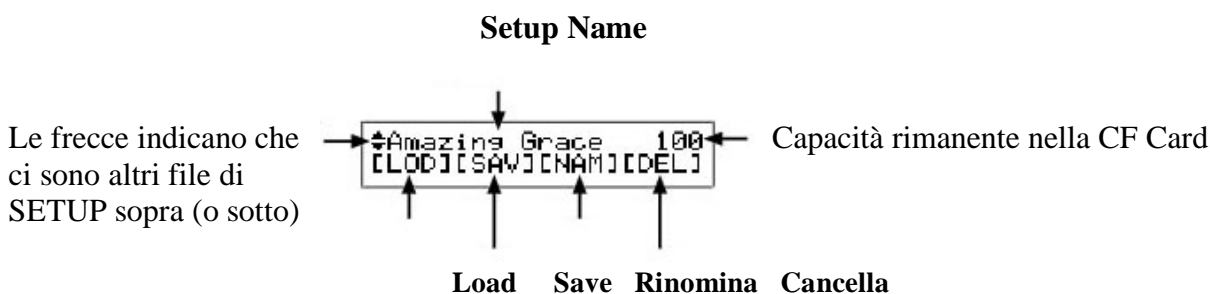 Setup Name
Le frecce indicano che
ci sono altri file di
SETUP sopra (o sotto)
Amazing Grace 100
[LOD][SAV][NAM][DEL]
Capacità rimanente nella CF Card
Load Save Rinomina Cancella